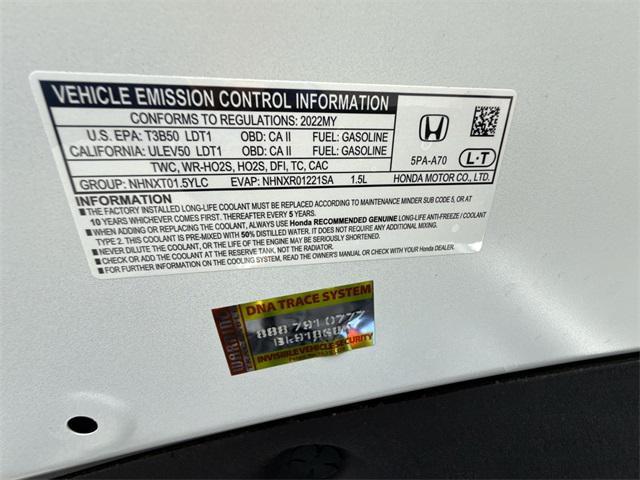 VEHICLE EMISSION CONTROL INFORMATION
CONFORMS TO REGULATIONS: 2022MY
U.S. EPA: T3B50 LDT1 OBD: CA II FUEL: GASOLINE
CALIFORNIA: ULEV50 LDT1 OBD: CA II FUEL: GASOLINE
TWC, WR-HO2S, HO2S, DFI, TC, CAC
GROUP: NHNXT01.5YLC EVAP: NHNXR01221SA 1.5L
5PA-A70
L·T
HONDA MOTOR CO., LTD.
INFORMATION
■ THE FACTORY INSTALLED LONG-LIFE COOLANT MUST BE REPLACED ACCORDING TO MAINTENANCE MINDER SUB CODE 5, OR AT
10 YEARS WHICHEVER COMES FIRST. THEREAFTER EVERY 5 YEARS.
■ WHEN ADDING OR REPLACING THE COOLANT, ALWAYS USE Honda RECOMMENDED GENUINE LONG-LIFE ANTI-FREEZE / COOLANT
TYPE 2. THIS COOLANT IS PRE-MIXED WITH 50% DISTILLED WATER. IT DOES NOT REQUIRE ANY ADDITIONAL MIXING.
■ NEVER DILUTE THE COOLANT, OR THE LIFE OF THE ENGINE MAY BE SERIOUSLY SHORTENED.
■ CHECK OR ADD THE COOLANT AT THE RESERVE TANK, NOT THE RADIATOR.
■ FOR FURTHER INFORMATION ON THE COOLING SYSTEM, READ THE OWNER'S MANUAL OR CHECK WITH YOUR Honda DEALER.
DNA TRACE SYSTEM
888 791 0777
INVISIBLE VEHICLE SECURITY